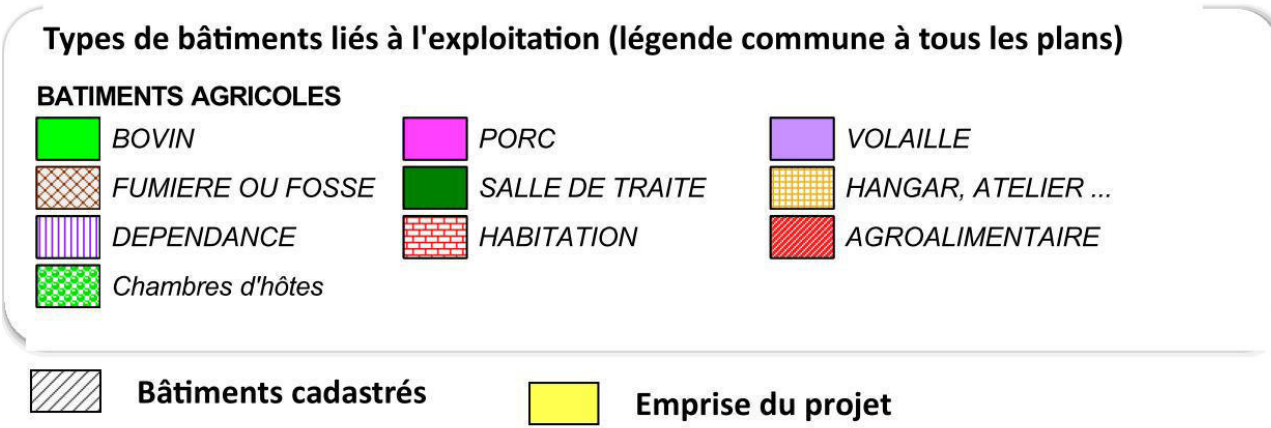 Types de bâtiments liés à l'exploitation (légende commune à tous les plans)
BATIMENTS AGRICOLES
BOVIN PORC VOLAILLE
FUMIERE OU FOSSE SALLE DE TRAITE HANGAR, ATELIER ...
DEPENDANCE HABITATION AGROALIMENTAIRE
Chambres d'hôtes
Bâtiments cadastrés Emprise du projet